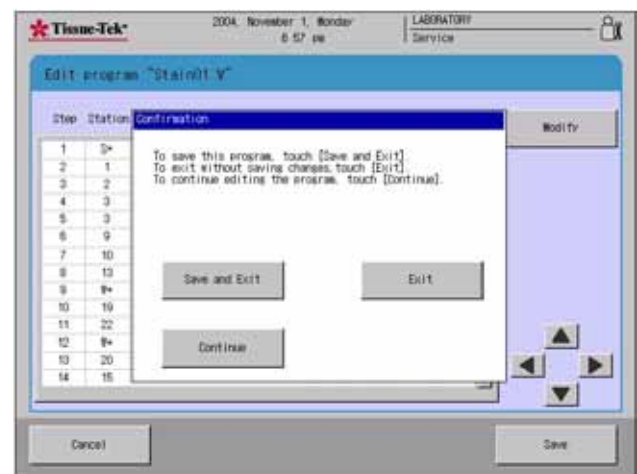 Tissue-Tek®
2004, November 1, Monday
6:57 pm
LABORATORY
Service
Edit program "Stain01 V"
Step Station
Confirmation
Modify
To save this program, touch [Save and Exit].
To exit without saving changes, touch [Exit].
To continue editing the program, touch [Continue].
1 S*
2 1
3 2
4 3
5 3
6 9
7 10
8 13
9
10 19
11 22
12
13 20
14 15
Save and Exit
Exit
Continue
Cancel
Save